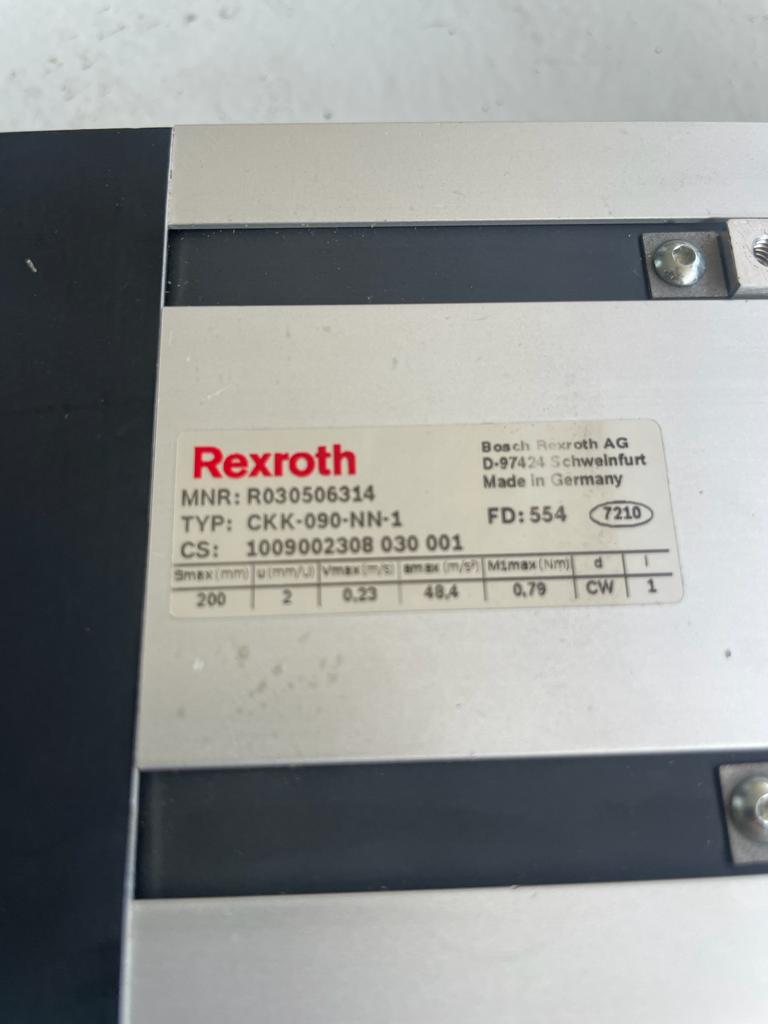 Rexroth
Bosch Rexroth AG
D-97424 Schweinfurt
Made in Germany
MNR: R030506314
TYP: CKK-090-NN-1
FD: 554 7210
CS: 1009002308 030 001
Smax (mm) u (mm/U) Vmax (m/s) amax (m/s²) M1max (Nm) d l
200 2 0,23 48,4 0,79 CW 1